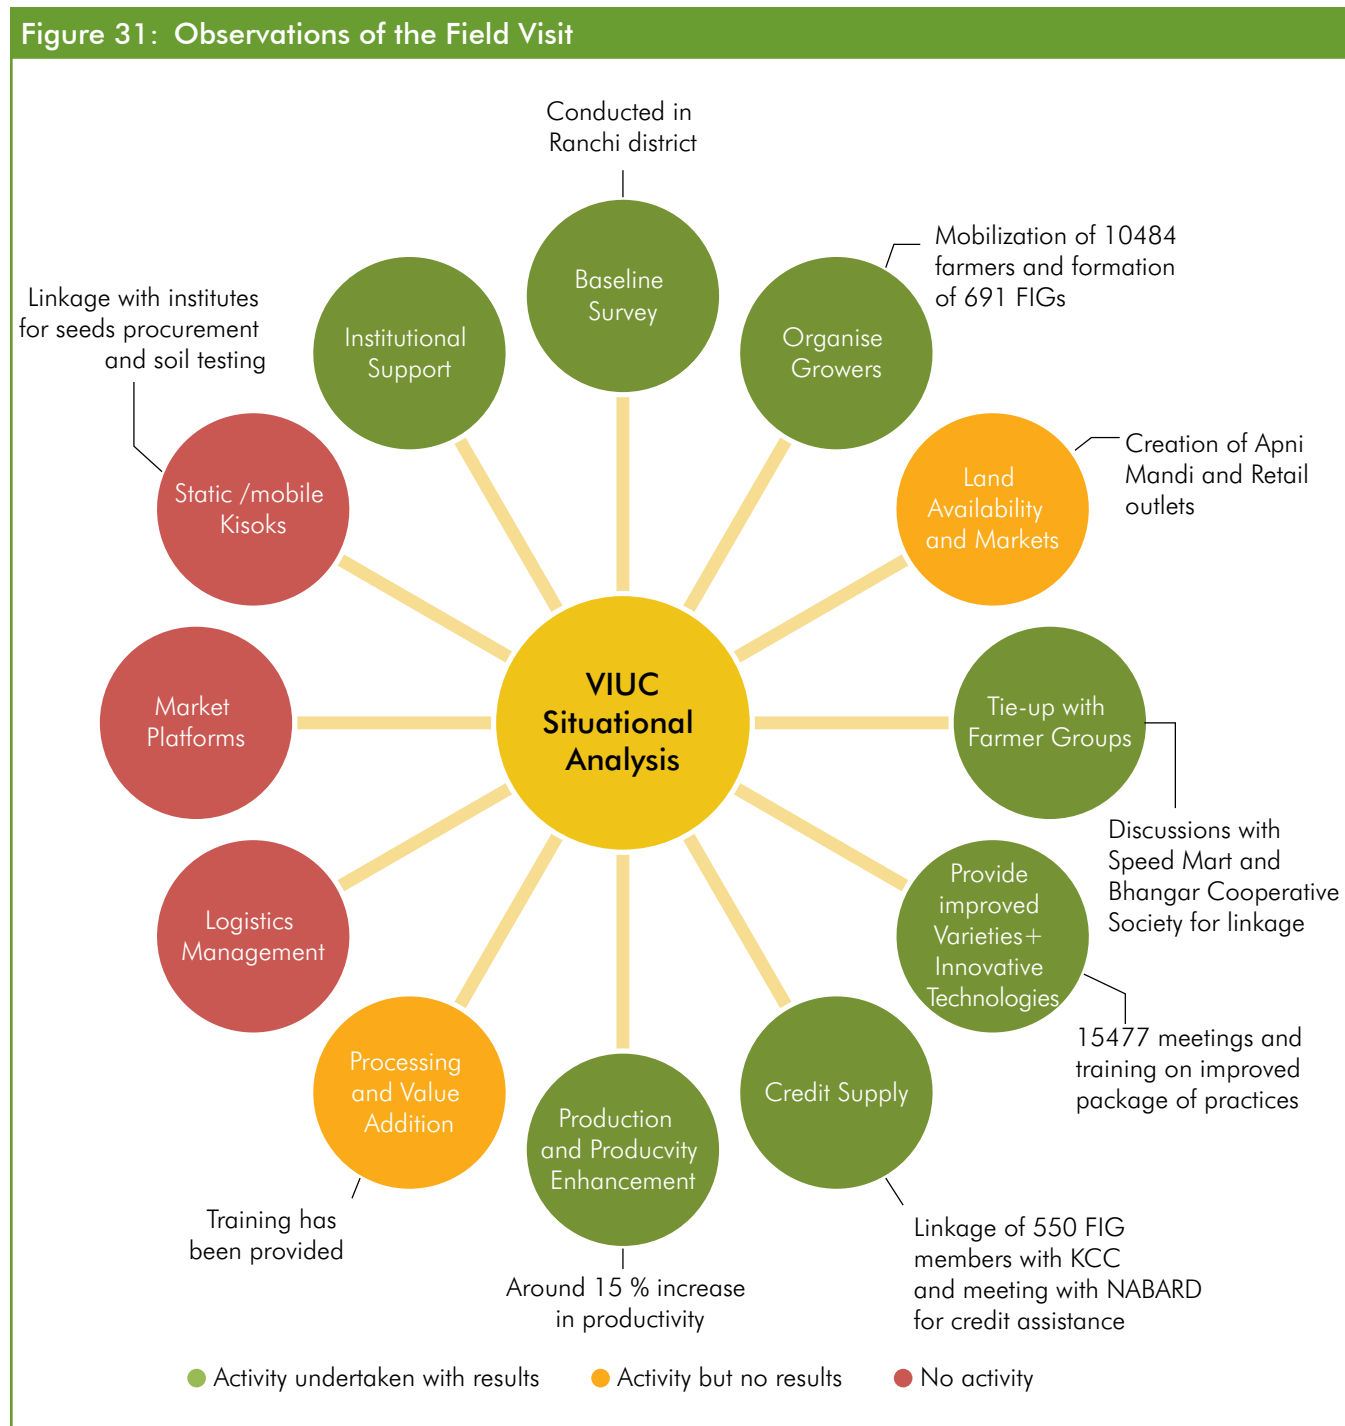 Figure 31: Observations of the Field Visit
Conducted in
Ranchi district
Baseline
Survey
Mobilization of 10484
farmers and formation
of 691 FIGs
Organise
Growers
Creation of Apni
Mandi and Retail
outlets
Land
Availability
and Markets
Tie-up with
Farmer Groups
Discussions with
Speed Mart and
Bhangar Cooperative
Society for linkage
Provide
improved
Varieties+
Innovative
Technologies
15477 meetings and
training on improved
package of practices
Credit Supply
Linkage of 550 FIG
members with KCC
and meeting with NABARD
for credit assistance
Production
and Producvity
Enhancement
Around 15 % increase
in productivity
Processing
and Value
Addition
Training has
been provided
Logistics
Management
Market
Platforms
Static /mobile
Kisoks
Linkage with institutes
for seeds procurement
and soil testing
Institutional
Support
VIUC
Situational
Analysis
Activity undertaken with results
Activity but no results
No activity